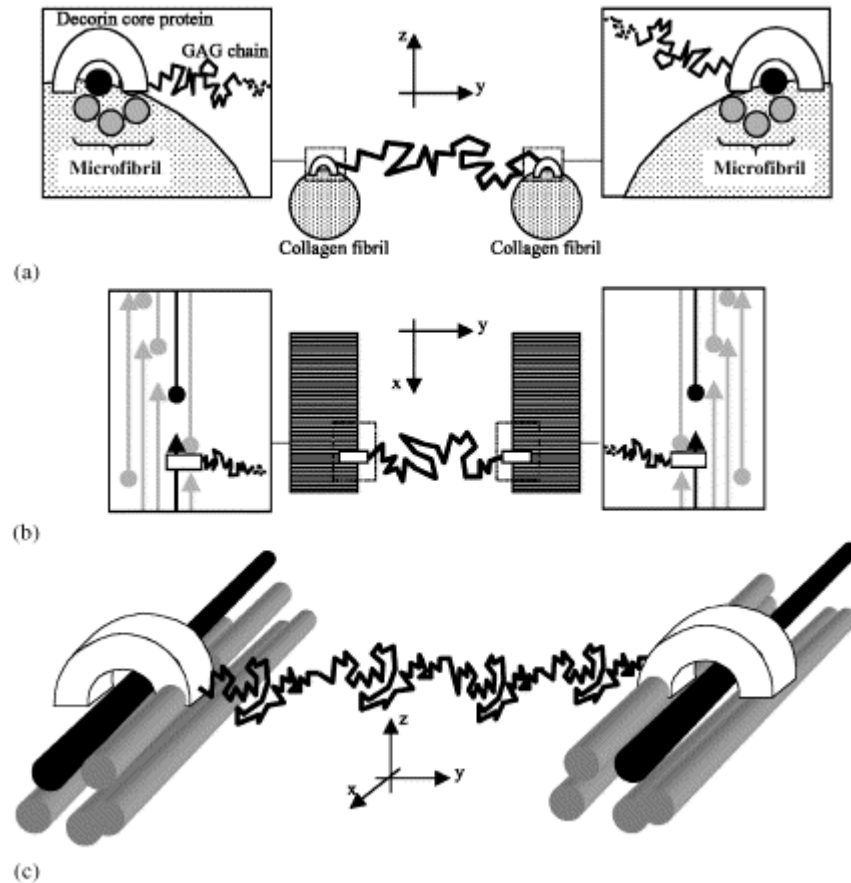 Decorin core protein
GAG chain
Microfibril
z
y
Microfibril
Collagen fibril
Collagen fibril
(a)
y
x
(b)
z
y
x
(c)